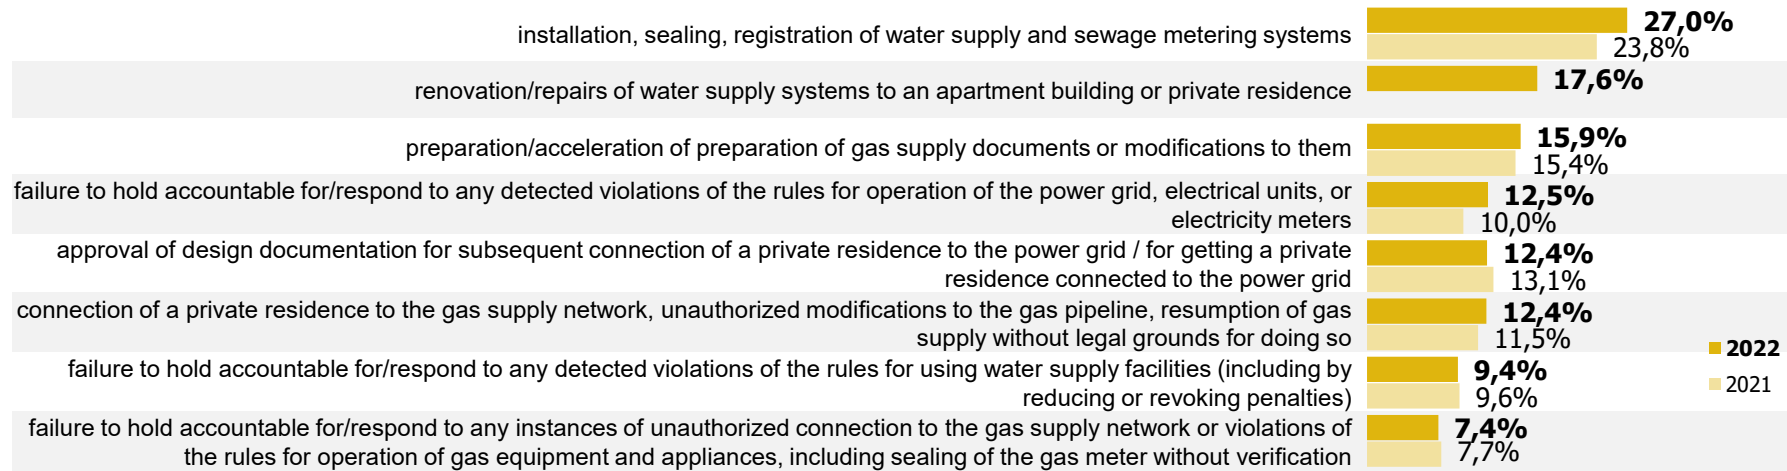 installation, sealing, registration of water supply and sewage metering systems
27,0%
23,8%
renovation/repairs of water supply systems to an apartment building or private residence
17,6%
preparation/acceleration of preparation of gas supply documents or modifications to them
15,9%
15,4%
failure to hold accountable for/respond to any detected violations of the rules for operation of the power grid, electrical units, or
electricity meters
12,5%
10,0%
approval of design documentation for subsequent connection of a private residence to the power grid / for getting a private
residence connected to the power grid
12,4%
13,1%
connection of a private residence to the gas supply network, unauthorized modifications to the gas pipeline, resumption of gas
supply without legal grounds for doing so
12,4%
11,5%
failure to hold accountable for/respond to any detected violations of the rules for using water supply facilities (including by
reducing or revoking penalties)
9,4%
9,6%
failure to hold accountable for/respond to any instances of unauthorized connection to the gas supply network or violations of
the rules for operation of gas equipment and appliances, including sealing of the gas meter without verification
7,4%
7,7%
2022
2021